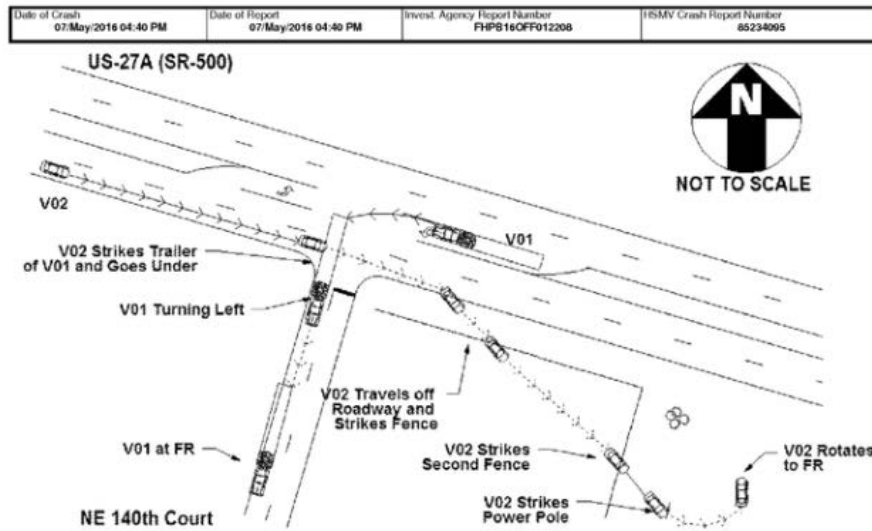 Date of Crash
07/May/2016 04:40 PM
Date of Report
07/May/2016 04:40 PM
Invest. Agency Report Number
FHPB16OFF012208
HSMV Crash Report Number
85234095
US-27A (SR-500)
N
NOT TO SCALE
V02
V01
V02 Strikes Trailer
of V01 and Goes Under
V01 Turning Left
V02 Travels off
Roadway and
Strikes Fence
V01 at FR
V02 Strikes
Second Fence
V02 Rotates
to FR
V02 Strikes
Power Pole
NE 140th Court